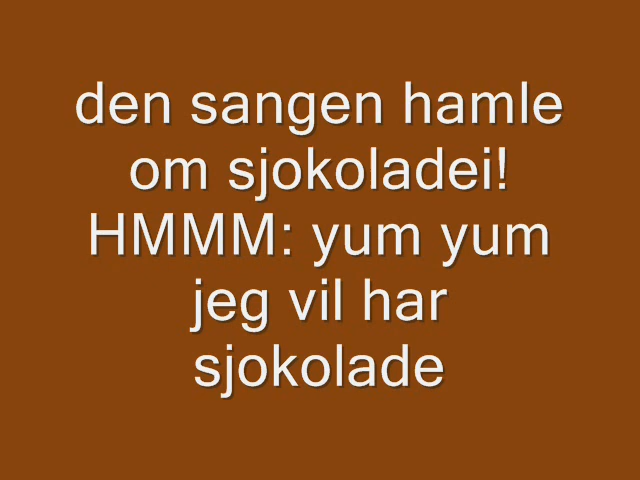 den sangen hamle
om sjokoladei!
HMMM: yum yum
jeg vil har
sjokolade